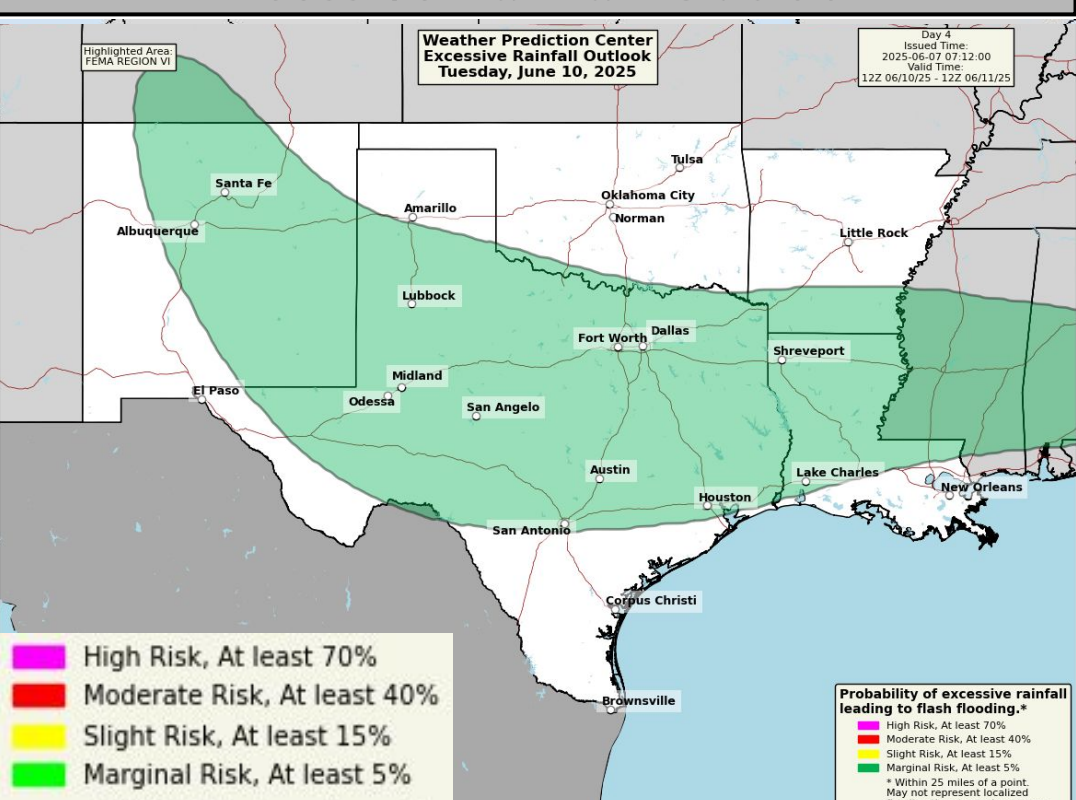 Highlighted Area:
FEMA REGION VI
Weather Prediction Center
Excessive Rainfall Outlook
Tuesday, June 10, 2025
Day 4
Issued Time:
2025-06-07 07:12:00
Valid Time:
12Z 06/10/25 - 12Z 06/11/25
Tulsa
Santa Fe
Oklahoma City
Amarillo
Norman
Albuquerque
Little Rock
Lubbock
Dallas
Fort Worth
Shreveport
Midland
El Paso
Odessa
San Angelo
Austin
Lake Charles
New Orleans
Houston
San Antonio
Corpus Christi
Brownsville
High Risk, At least 70%
Moderate Risk, At least 40%
Slight Risk, At least 15%
Marginal Risk, At least 5%
Probability of excessive rainfall
leading to flash flooding.*
High Risk, At least 70%
Moderate Risk, At least 40%
Slight Risk, At least 15%
Marginal Risk, At least 5%
* Within 25 miles of a point.
May not represent localized